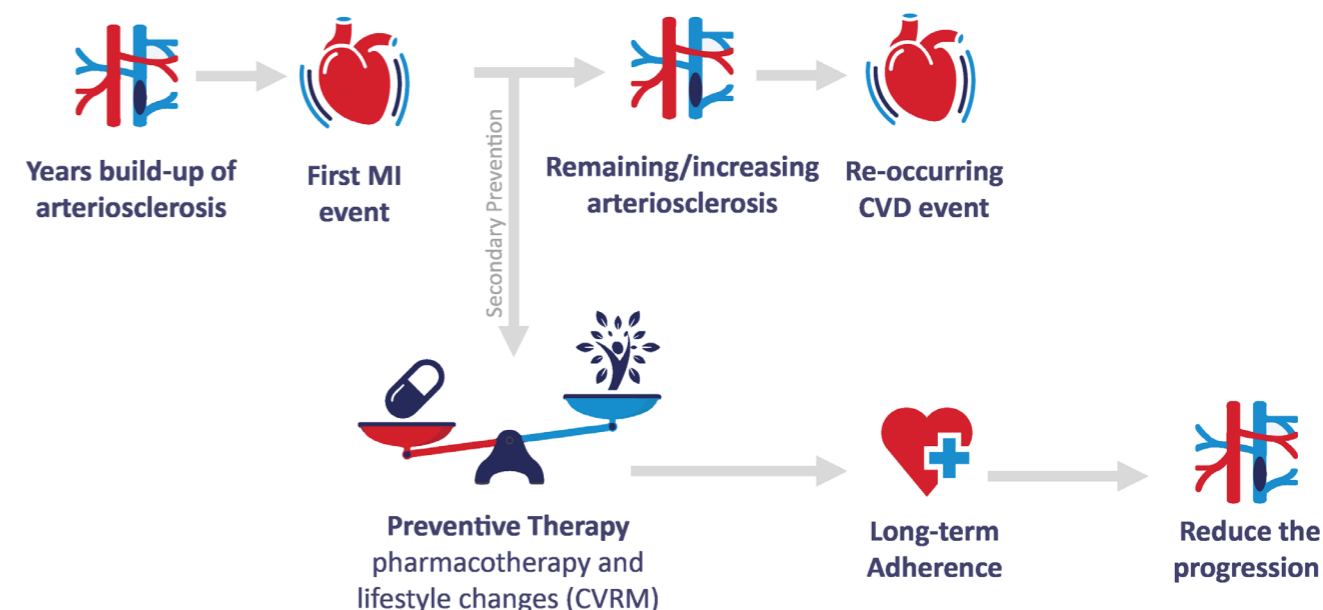 Years build-up of
arteriosclerosis
First MI
event
Secondary Prevention
Remaining/increasing
arteriosclerosis
Re-occurring
CVD event
Preventive Therapy
pharmacotherapy and
lifestyle changes (CVRM)
Long-term
Adherence
Reduce the
progression